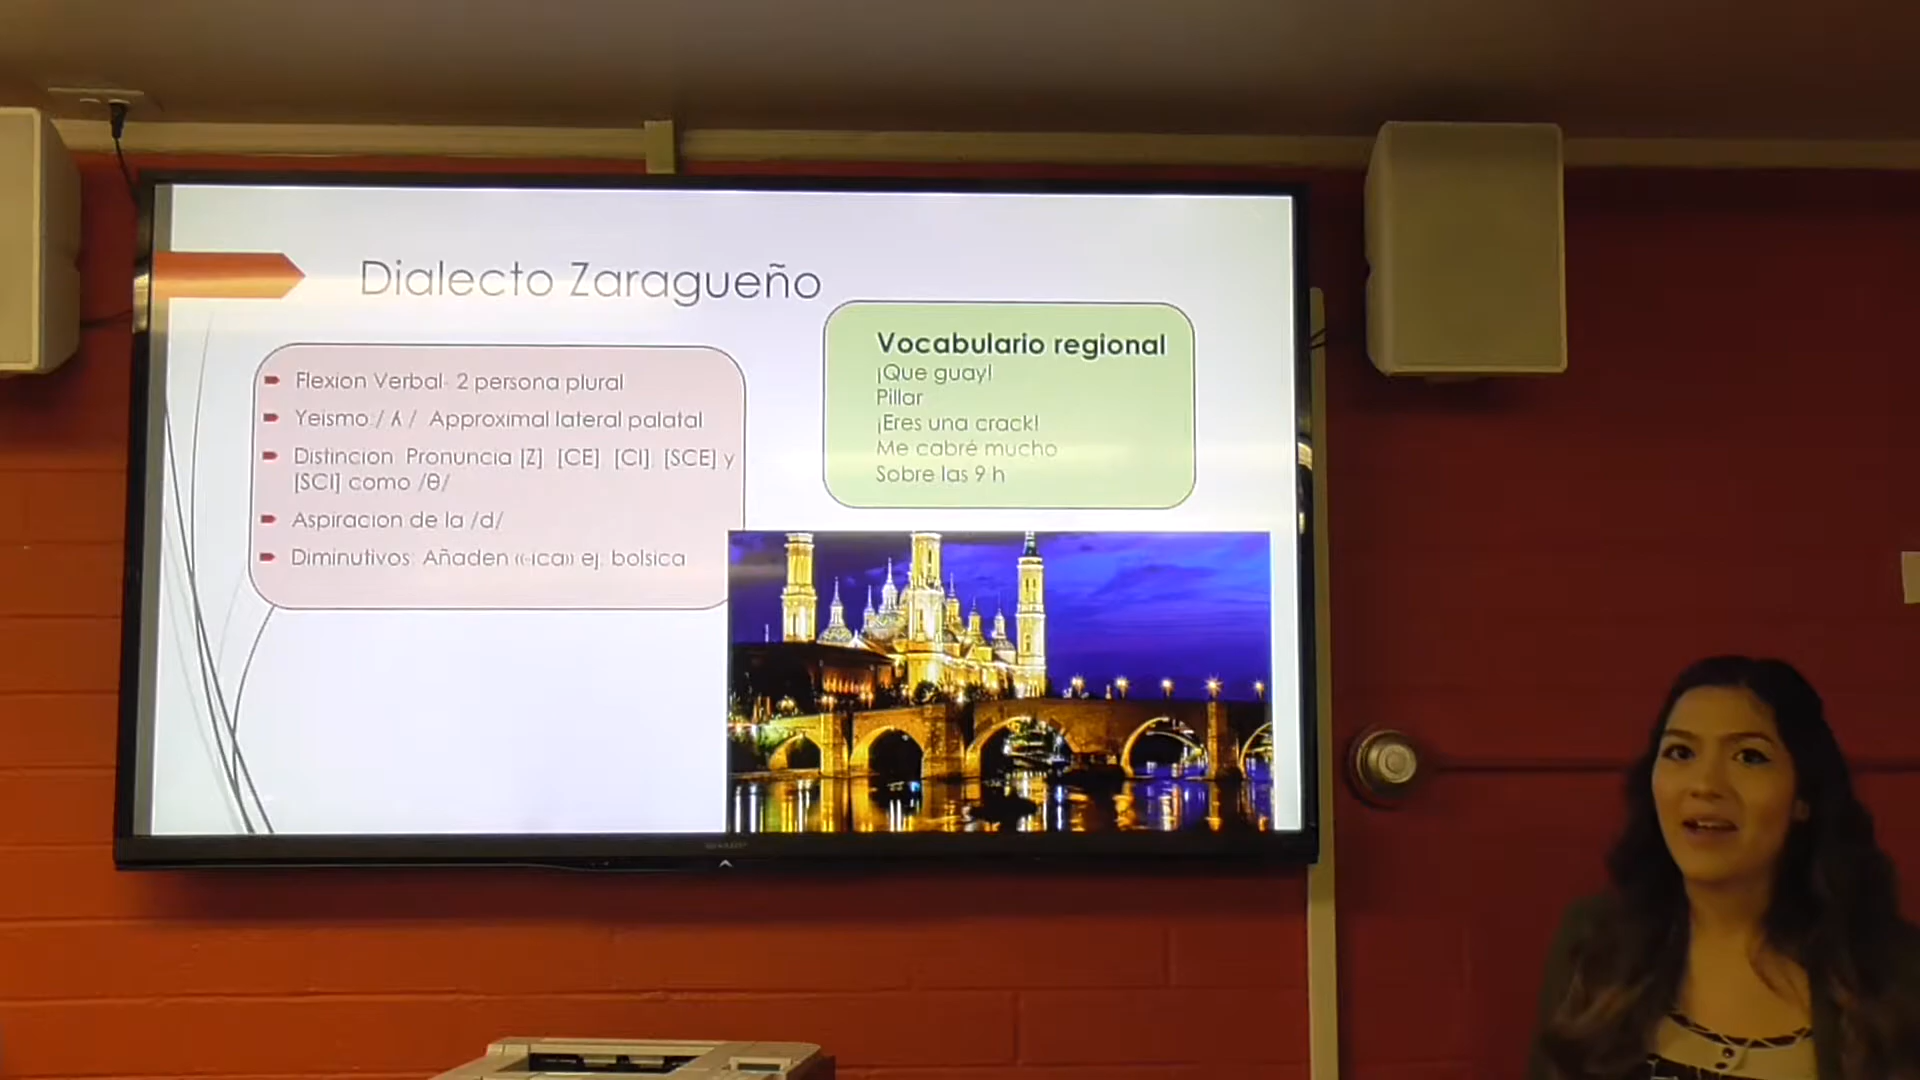 Dialecto Zaragueño
Flexion Verbal- 2 persona plural
Yeismo:/ ʎ / Approximal lateral palatal
Distincion Pronuncia [Z], [CE], [CI], [SCE] y
[SCI] como /θ/
Aspiracion de la /d/
Diminutivos: Añaden «-ica» ej. bolsica
Vocabulario regional
¡Que guay!
Pillar
¡Eres una crack!
Me cabré mucho
Sobre las 9 h
SHARP